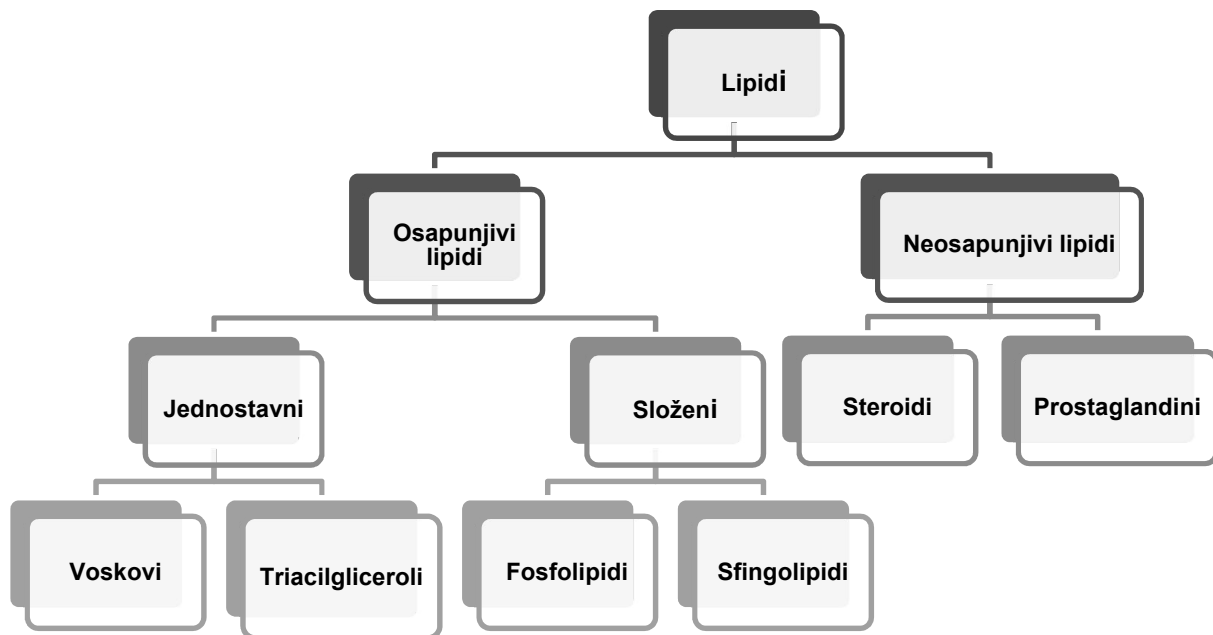 Lipidi
Osapunjivi
lipidi
Neosapunjivi lipidi
Jednostavni
Složeni
Steroidi
Prostaglandini
Voskovi
Triacilgliceroli
Fosfolipidi
Sfingolipidi